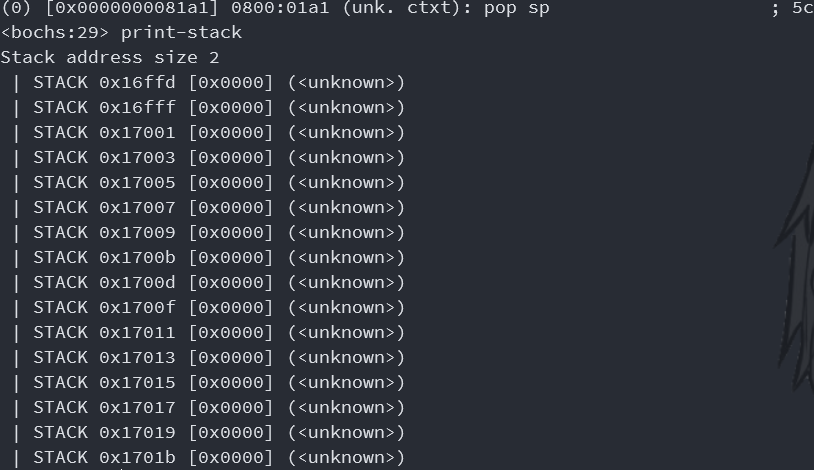 (0) [0x0000000081a1] 0800:01a1 (unk. ctxt): pop sp                    ; 5c
<bochs:29> print-stack
Stack address size 2
 | STACK 0x16ffd [0x0000] (<unknown>)
 | STACK 0x16fff [0x0000] (<unknown>)
 | STACK 0x17001 [0x0000] (<unknown>)
 | STACK 0x17003 [0x0000] (<unknown>)
 | STACK 0x17005 [0x0000] (<unknown>)
 | STACK 0x17007 [0x0000] (<unknown>)
 | STACK 0x17009 [0x0000] (<unknown>)
 | STACK 0x1700b [0x0000] (<unknown>)
 | STACK 0x1700d [0x0000] (<unknown>)
 | STACK 0x1700f [0x0000] (<unknown>)
 | STACK 0x17011 [0x0000] (<unknown>)
 | STACK 0x17013 [0x0000] (<unknown>)
 | STACK 0x17015 [0x0000] (<unknown>)
 | STACK 0x17017 [0x0000] (<unknown>)
 | STACK 0x17019 [0x0000] (<unknown>)
 | STACK 0x1701b [0x0000] (<unknown>)